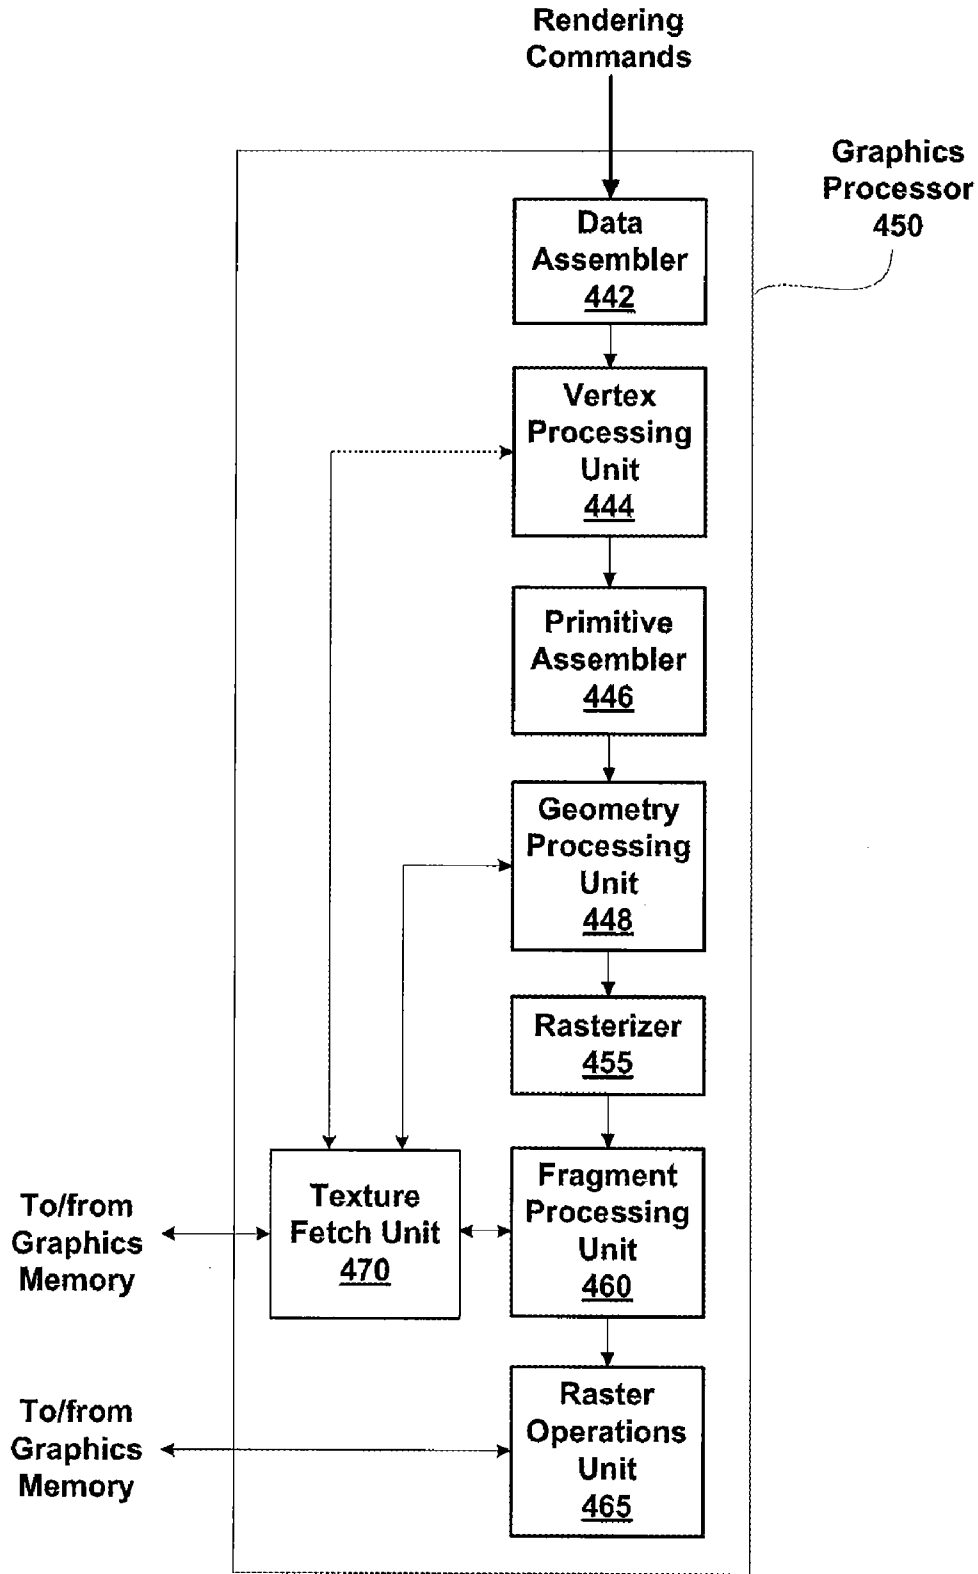 Rendering
Commands
Graphics
Processor
450
Data
Assembler
442
Vertex
Processing
Unit
444
Primitive
Assembler
446
Geometry
Processing
Unit
448
Rasterizer
455
Texture
Fetch Unit
470
Fragment
Processing
Unit
460
To/from
Graphics
Memory
Raster
Operations
Unit
465
To/from
Graphics
Memory